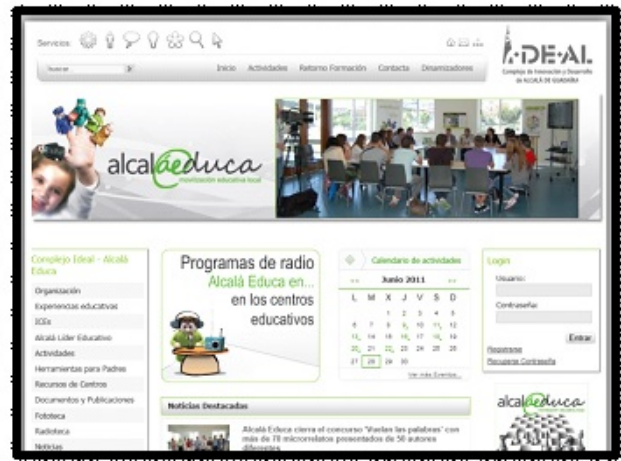 Servicios:
buscar...
Inicio Actividades Retorno Formación Contacta Dinamizadores
I·DE·AL
Complejo de Innovación y Desarrollo
de ALCALÁ DE GUADAÍRA
alcaláeduca
movilización educativa local
Complejo Ideal - Alcalá
Educa
Organización
Experiencias educativas
ICEs
Alcalá Líder Educativo
Actividades
Herramientas para Padres
Recursos de Centros
Documentos y Publicaciones
Fototeca
Radioteca
Noticias
Programas de radio
Alcalá Educa en...
en los centros
educativos
Calendario de actividades
<< Junio 2011 >>
L M X J V S D
1 2 3 4 5
6 7 8 9 10 11 12
13 14 15 16 17 18 19
20 21 22 23 24 25 26
27 28 29 30
Ver más Eventos...
Login
Usuario:
Contraseña:
Entrar
Registrarse
Recuperar Contraseña
alcaláeduca
Noticias Destacadas
Alcalá Educa cierra el concurso 'Vuelan las palabras' con
más de 70 microrrelatos presentados de 50 autores
diferentes